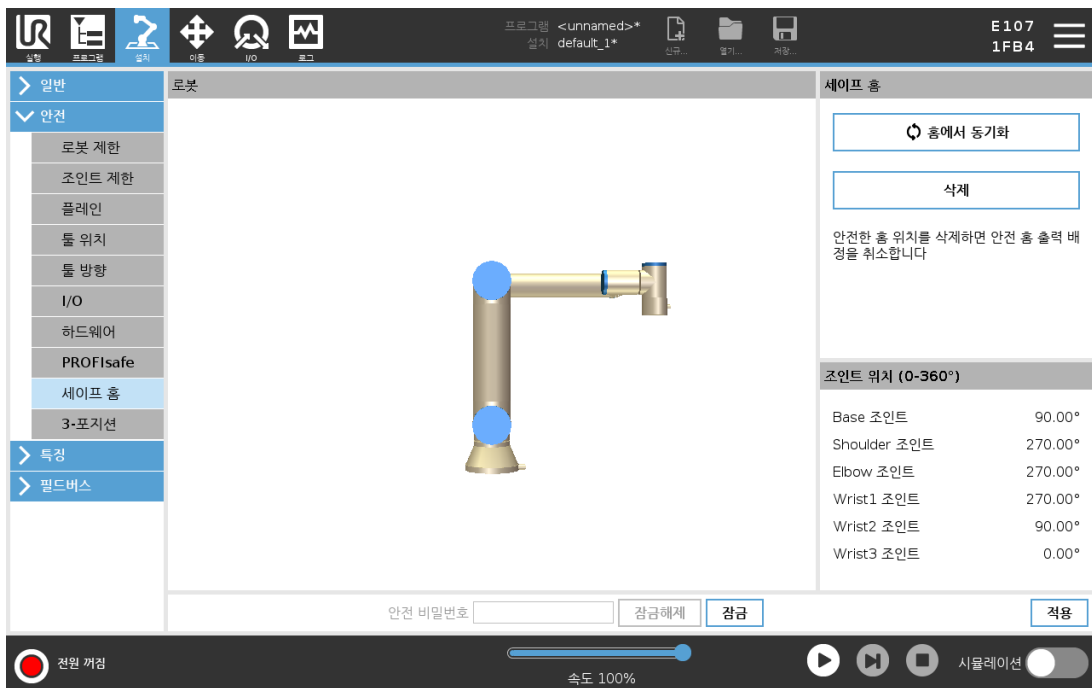 UR
실행
프로그램
설치
이동
I/O
로그
프로그램 <unnamed>*
설치 default_1*
신규...
열기...
저장...
E107
1FB4
일반
안전
로봇 제한
조인트 제한
플레인
툴 위치
툴 방향
I/O
하드웨어
PROFIsafe
세이프 홈
3-포지션
특징
필드버스
로봇
세이프 홈
홈에서 동기화
삭제
안전한 홈 위치를 삭제하면 안전 홈 출력 배
정을 취소합니다
조인트 위치 (0-360°)
Base 조인트 90.00°
Shoulder 조인트 270.00°
Elbow 조인트 270.00°
Wrist1 조인트 270.00°
Wrist2 조인트 90.00°
Wrist3 조인트 0.00°
안전 비밀번호
잠금해제
잠금
적용
전원 꺼짐
속도 100%
시뮬레이션